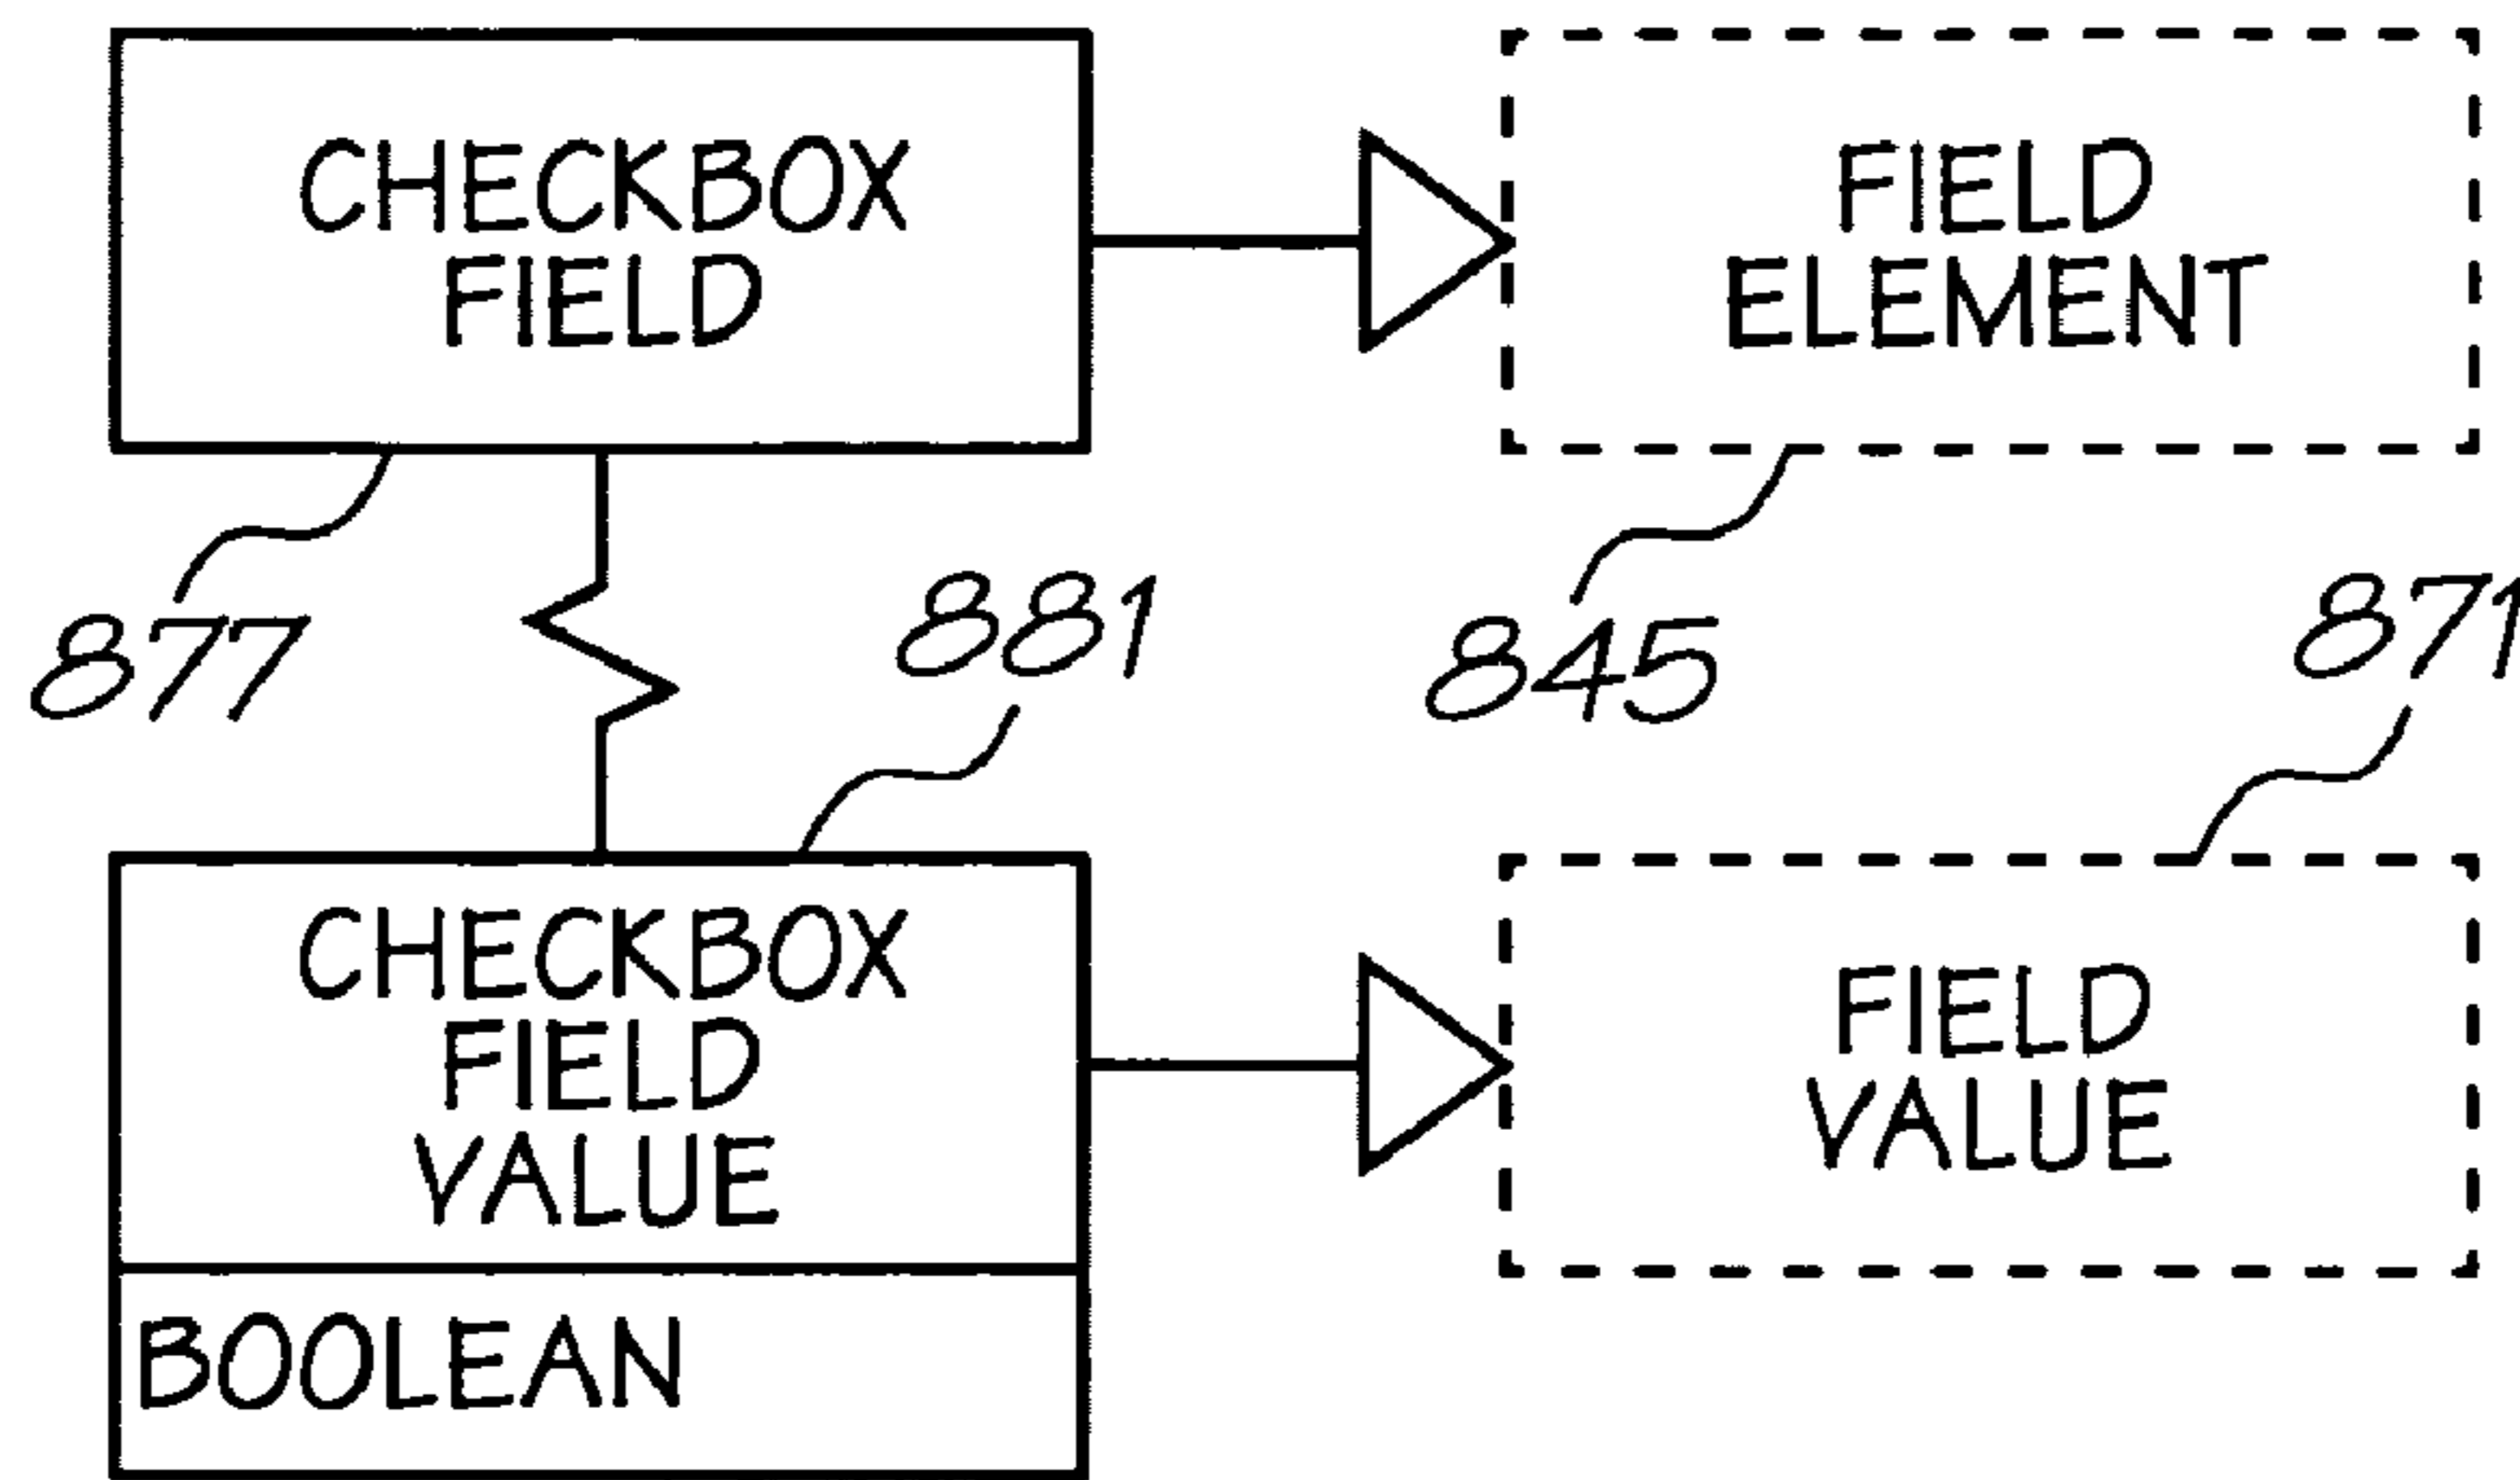 CHECKBOX
FIELD
FIELD
ELEMENT
877
881
845
871
CHECKBOX
FIELD
VALUE
FIELD
VALUE
BOOLEAN